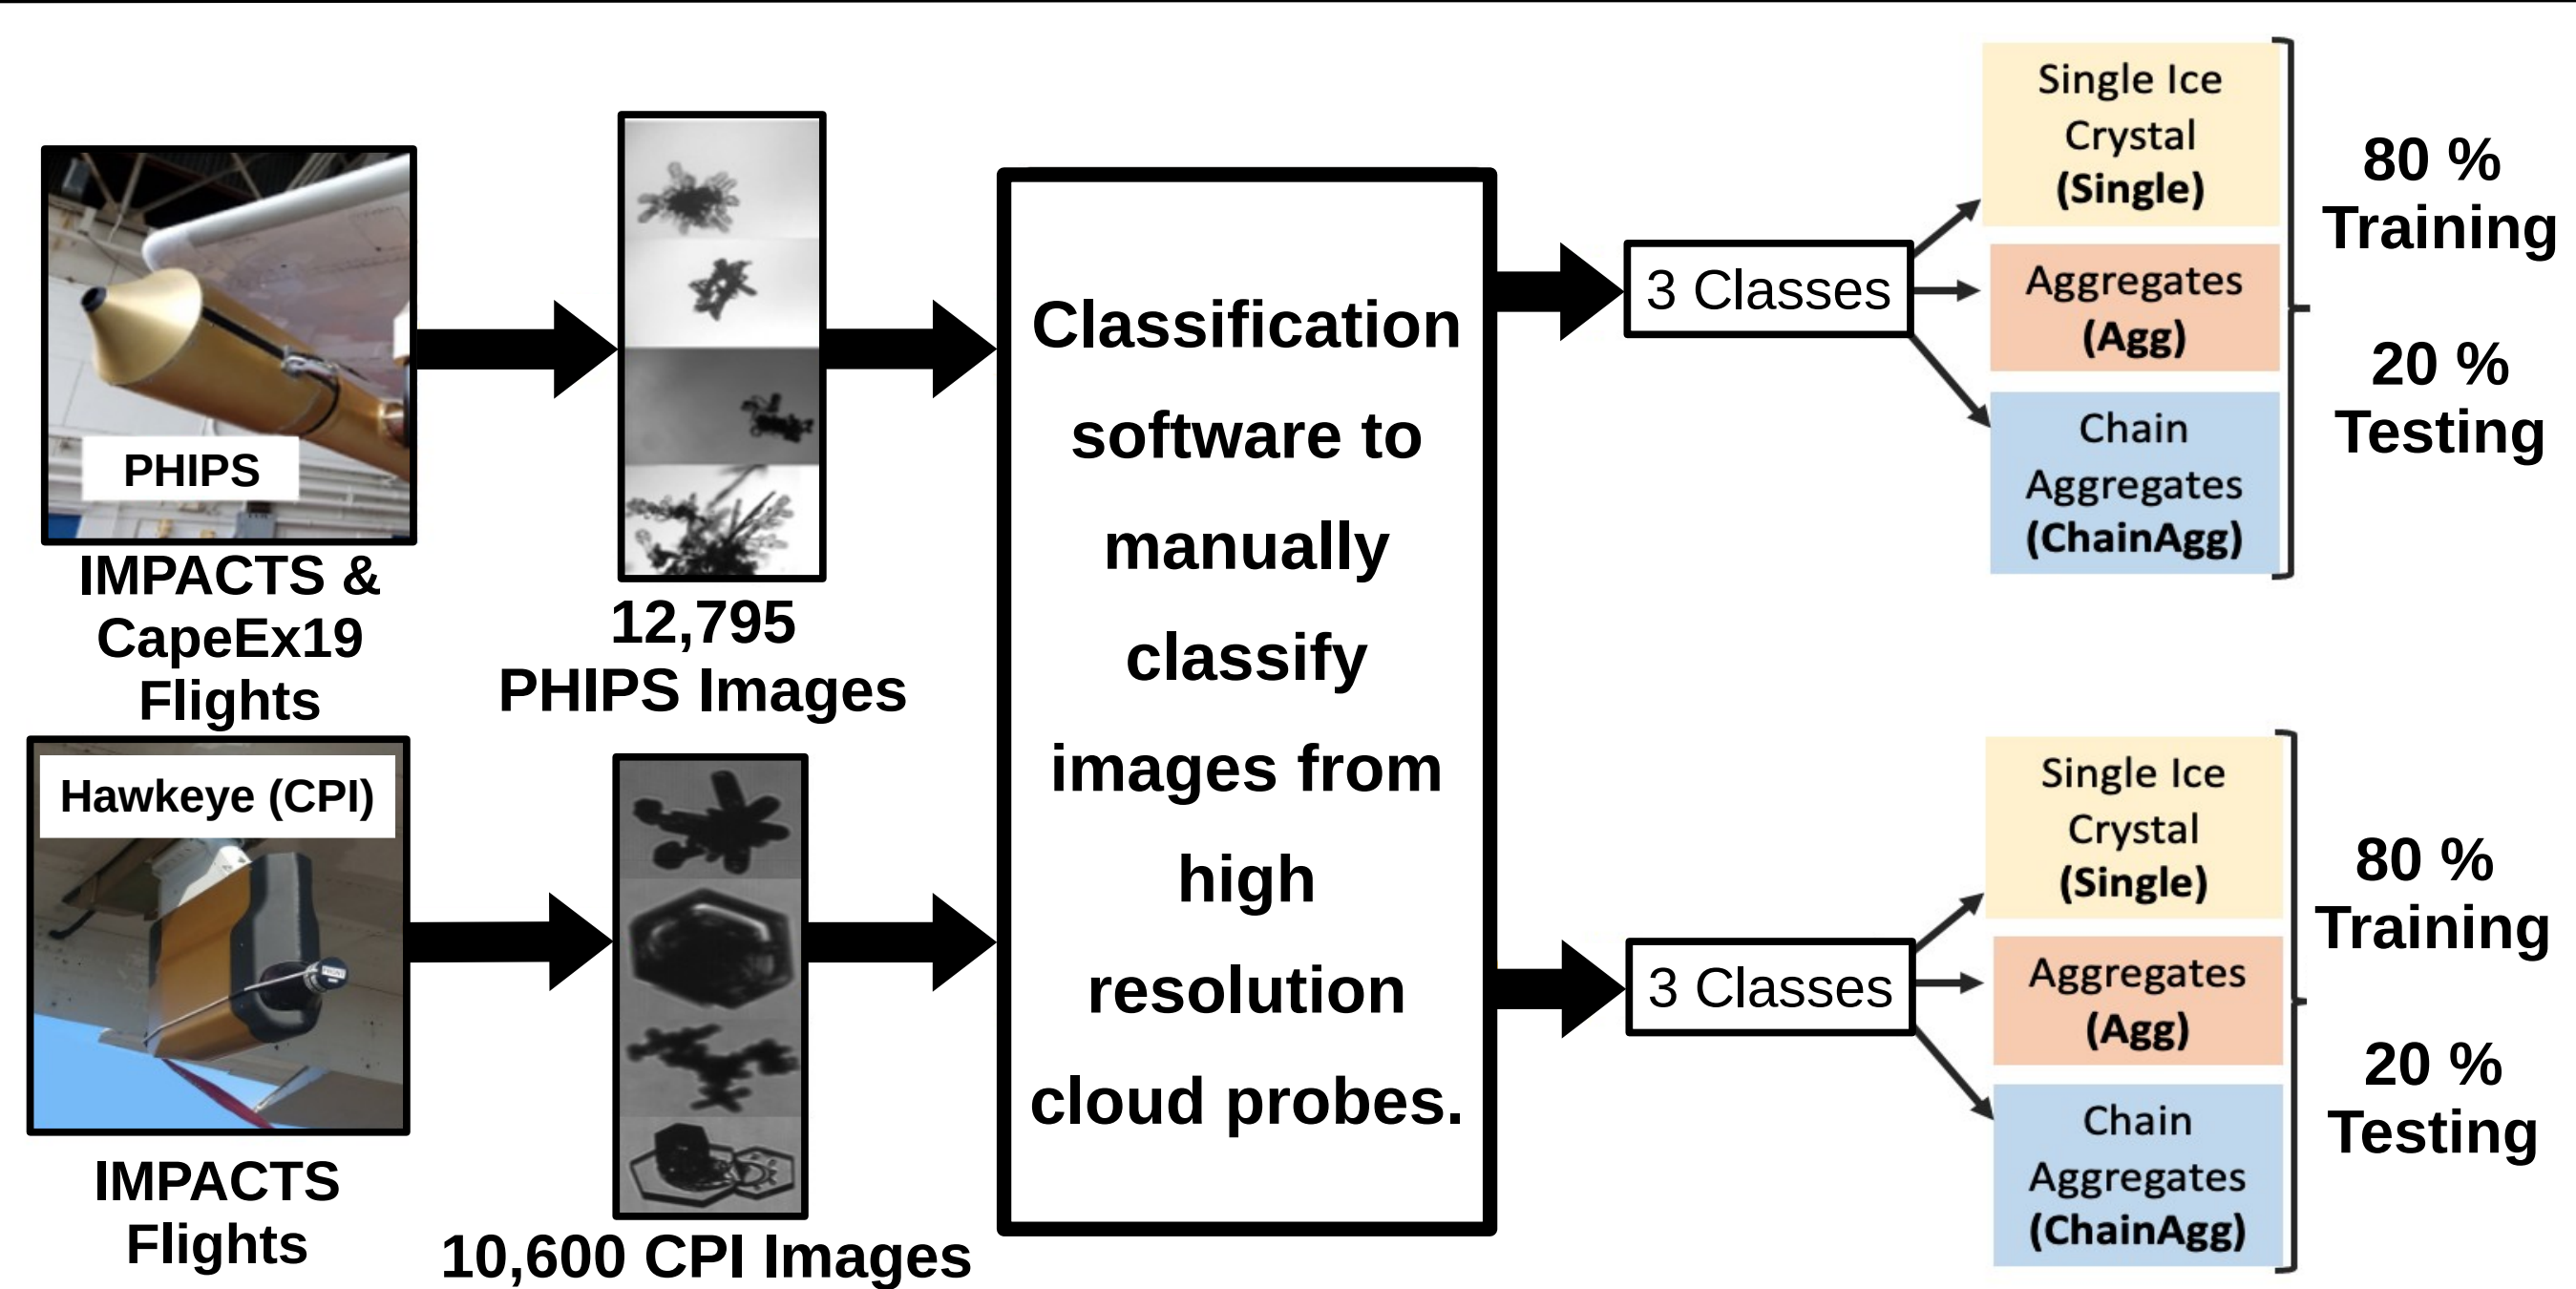 PHIPS
IMPACTS &
CapeEx19
Flights
12,795
PHIPS Images
Hawkeye (CPI)
IMPACTS
Flights
10,600 CPI Images
Classification
software to
manually
classify
images from
high
resolution
cloud probes.
3 Classes
Single Ice
Crystal
(Single)
Aggregates
(Agg)
Chain
Aggregates
(ChainAgg)
80 %
Training
20 %
Testing
3 Classes
Single Ice
Crystal
(Single)
Aggregates
(Agg)
Chain
Aggregates
(ChainAgg)
80 %
Training
20 %
Testing